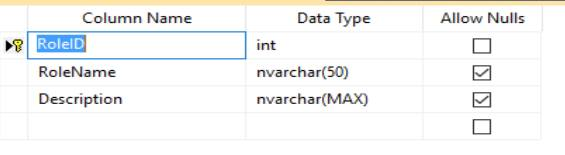 Column Name Data Type Allow Nulls
RoleID int
RoleName nvarchar(50)
Description nvarchar(MAX)